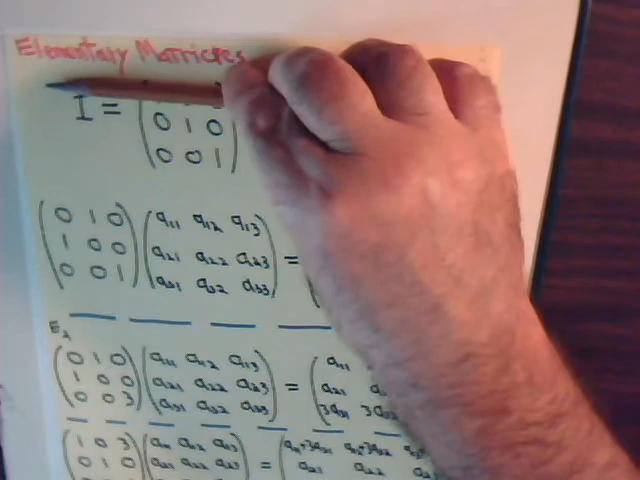 Elementary Matrices
I =
0 1 0
0 0 1
0 1 0 a11 a12 a13
1 0 0 a21 a22 a23 =
0 0 1 a31 a32 a33
E2
0 1 0 a11 a12 a13 a11
1 0 0 a21 a22 a23 = a21
0 0 3 a31 a32 a33 3a31 3a32
1 0 3 a11 a12 a13 a11+3a31 a12+3a32
0 1 0 a21 a22 a23 = a21 a22